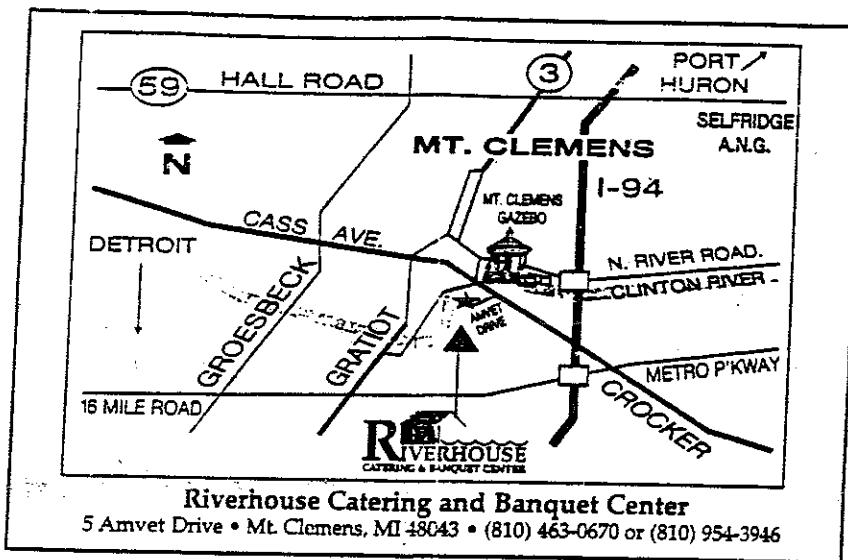 PORT
HURON
59 HALL ROAD
3
SELFRIDGE
A.N.G.
N
MT. CLEMENS
I-94
MT. CLEMENS
GAZEBO
CASS AVE.
DETROIT
N. RIVER ROAD.
CLINTON RIVER
AMVET
DRIVE
GROESBECK
GRATIOT
METRO P'KWAY
16 MILE ROAD
CROCKER
RIVERHOUSE
CATERING & BANQUET CENTER
Riverhouse Catering and Banquet Center
5 Amvet Drive • Mt. Clemens, MI 48043 • (810) 463-0670 or (810) 954-3946